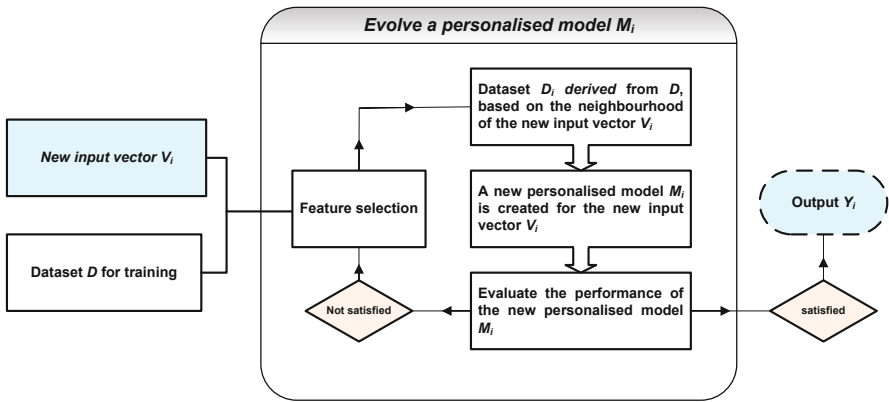 Evolve a personalised model Mi
Dataset Di derived from D,
based on the neighbourhood
of the new input vector Vi
New input vector Vi
Feature selection
A new personalised model Mi
is created for the new input
vector Vi
Output Yi
Dataset D for training
Not satisfied
Evaluate the performance of
the new personalised model
Mi
satisfied